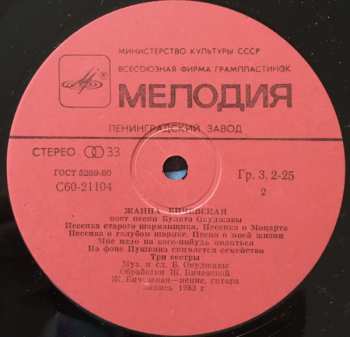 МИНИСТЕРСТВО КУЛЬТУРЫ СССР
ВСЕСОЮЗНАЯ ФИРМА ГРАМПЛАСТИНОК
МЕЛОДИЯ
ЛЕНИНГРАДСКИЙ ЗАВОД
СТЕРЕО 33
ГОСТ 5289-80
С60-21104
Гр. 3. 2-25
2
ЖАННА БИЧЕВСКАЯ
поет песни Булата Окуджавы
Песенка старого шарманщика, Песенка о Моцарте
Песенка о голубом шарике, Песня о моей жизни
Мне надо на кого-нибудь молиться
На фоне Пушкина снимается семейство
Три сестры
Муз. и сл. Б. Окуджавы
Обработки Ж. Бичевской
Ж. Бичевская—пение, гитара
Запись 1983 г